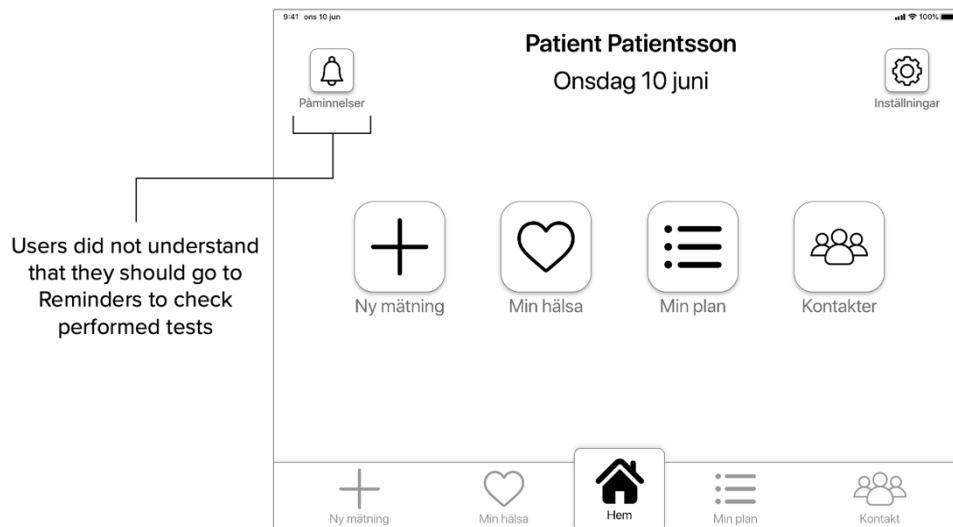 9:41 ons 10 jun
100%
Patient Patientsson
Onsdag 10 juni
Påminnelser
Inställningar
Users did not understand
that they should go to
Reminders to check
performed tests
Ny mätning
Min hälsa
Min plan
Kontakter
Ny mätning
Min hälsa
Hem
Min plan
Kontakt